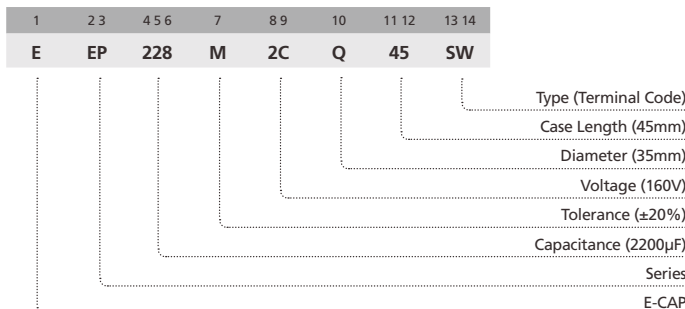 1 2 3 4 5 6 7 8 9 10 11 12 13 14
E EP 228 M 2C Q 45 SW
Type (Terminal Code)
Case Length (45mm)
Diameter (35mm)
Voltage (160V)
Tolerance (±20%)
Capacitance (2200µF)
Series
E-CAP